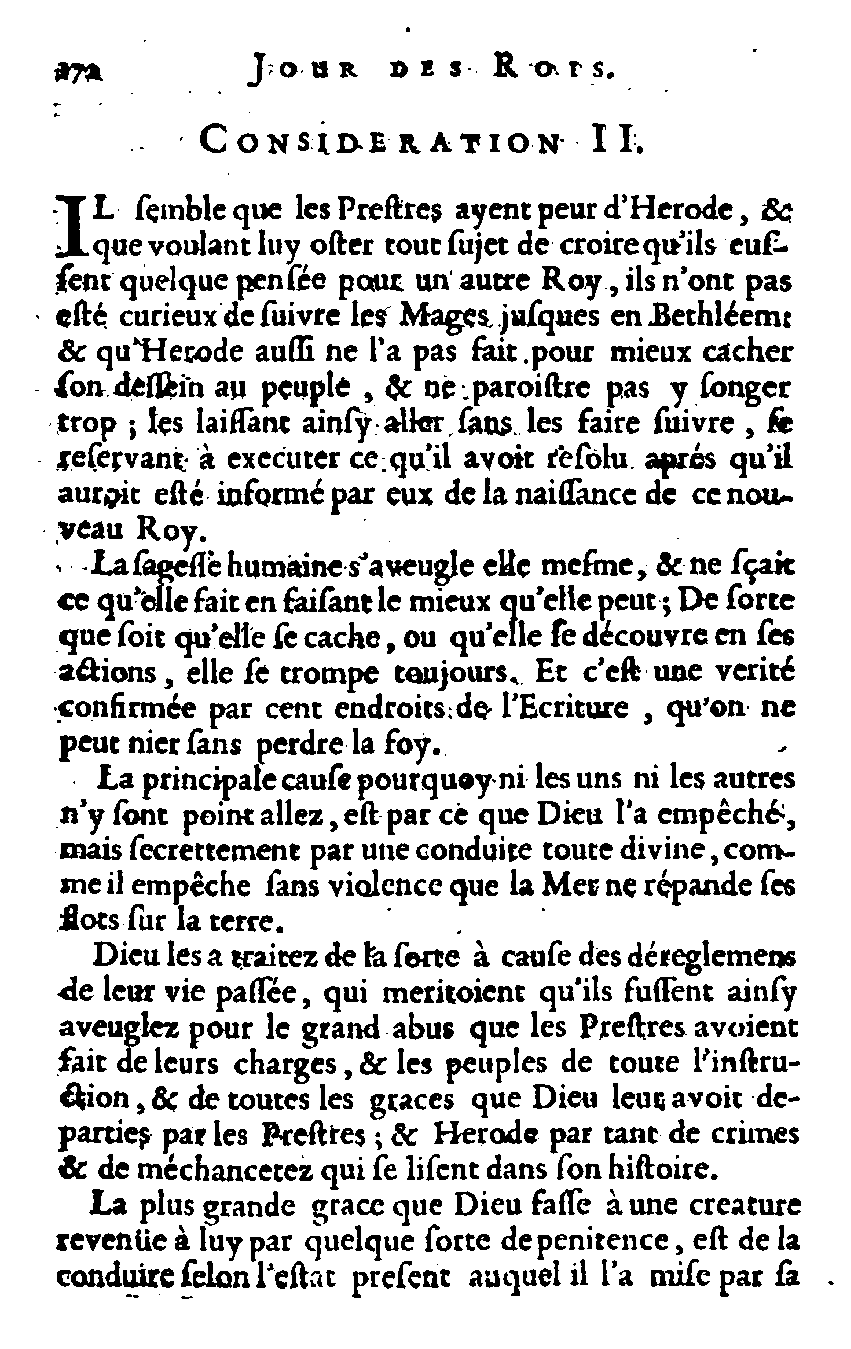 272 JOUR DES ROIS.
CONSIDERATION II.
IL ſemble que les Preſtres ayent peur d'Herode, &
que voulant luy oſter tout ſujet de croire qu'ils euſ-
ſent quelque penſée pour un autre Roy, ils n'ont pas
eſté curieux de ſuivre les Mages juſques en Bethléem:
& qu'Herode auſſi ne l'a pas fait pour mieux cacher
ſon deſſein au peuple, & ne paroiſtre pas y ſonger
trop ; les laiſſant ainſy aller ſans les faire ſuivre, ſe
reſervant à executer ce qu'il avoit reſolu aprés qu'il
auroit eſté informé par eux de la naiſſance de ce nou-
veau Roy.
La ſageſſe humaine s'aveugle elle meſme, & ne ſçait
ce qu'elle fait en faiſant le mieux qu'elle peut ; De ſorte
que ſoit qu'elle ſe cache, ou qu'elle ſe découvre en ſes
actions, elle ſe trompe toujours. Et c'eſt une verité
confirmée par cent endroits de l'Ecriture, qu'on ne
peut nier ſans perdre la foy.
La principale cauſe pourquoy ni les uns ni les autres
n'y ſont point allez, eſt par ce que Dieu l'a empêché,
mais ſecrettement par une conduite toute divine, com-
me il empêche ſans violence que la Mer ne répande ſes
flots ſur la terre.
Dieu les a traitez de la ſorte à cauſe des déreglemens
de leur vie paſſée, qui meritoient qu'ils fuſſent ainſy
aveuglez pour le grand abus que les Preſtres avoient
fait de leurs charges, & les peuples de toute l'inſtru-
ction, & de toutes les graces que Dieu leur avoit de-
parties par les Preſtres ; & Herode par tant de crimes
& de méchancetez qui ſe liſent dans ſon hiſtoire.
La plus grande grace que Dieu faſſe à une creature
revenüe à luy par quelque ſorte de penitence, eſt de la
conduire ſelon l'eſtat preſent auquel il l'a miſe par ſa